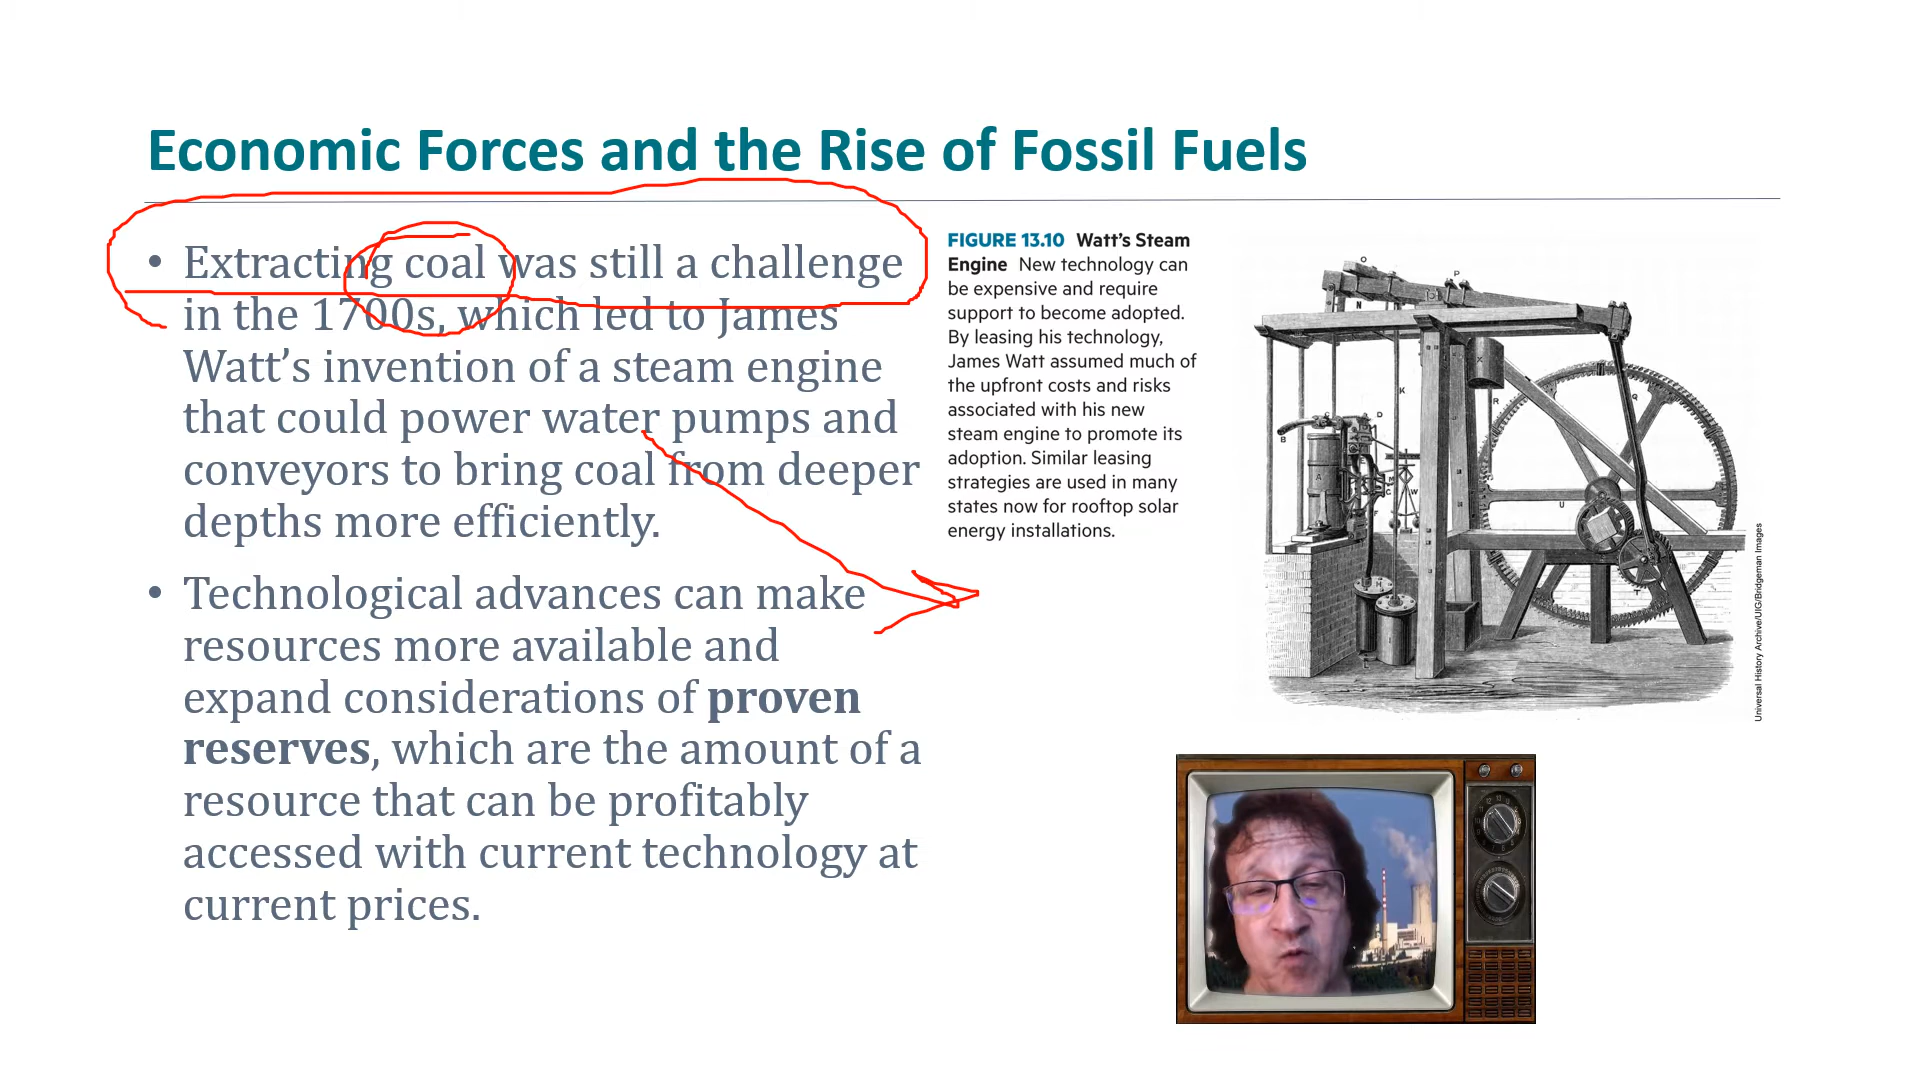 Economic Forces and the Rise of Fossil Fuels
• Extracting coal was still a challenge
in the 1700s, which led to James
Watt's invention of a steam engine
that could power water pumps and
conveyors to bring coal from deeper
depths more efficiently.
• Technological advances can make
resources more available and
expand considerations of proven
reserves, which are the amount of a
resource that can be profitably
accessed with current technology at
current prices.
FIGURE 13.10 Watt's Steam
Engine New technology can
be expensive and require
support to become adopted.
By leasing his technology,
James Watt assumed much of
the upfront costs and risks
associated with his new
steam engine to promote its
adoption. Similar leasing
strategies are used in many
states now for rooftop solar
energy installations.
O
P
N
K
R
Q
B
C
D
A
M
W
U
H
T
L
Universal History Archive/UIG/Bridgeman Images